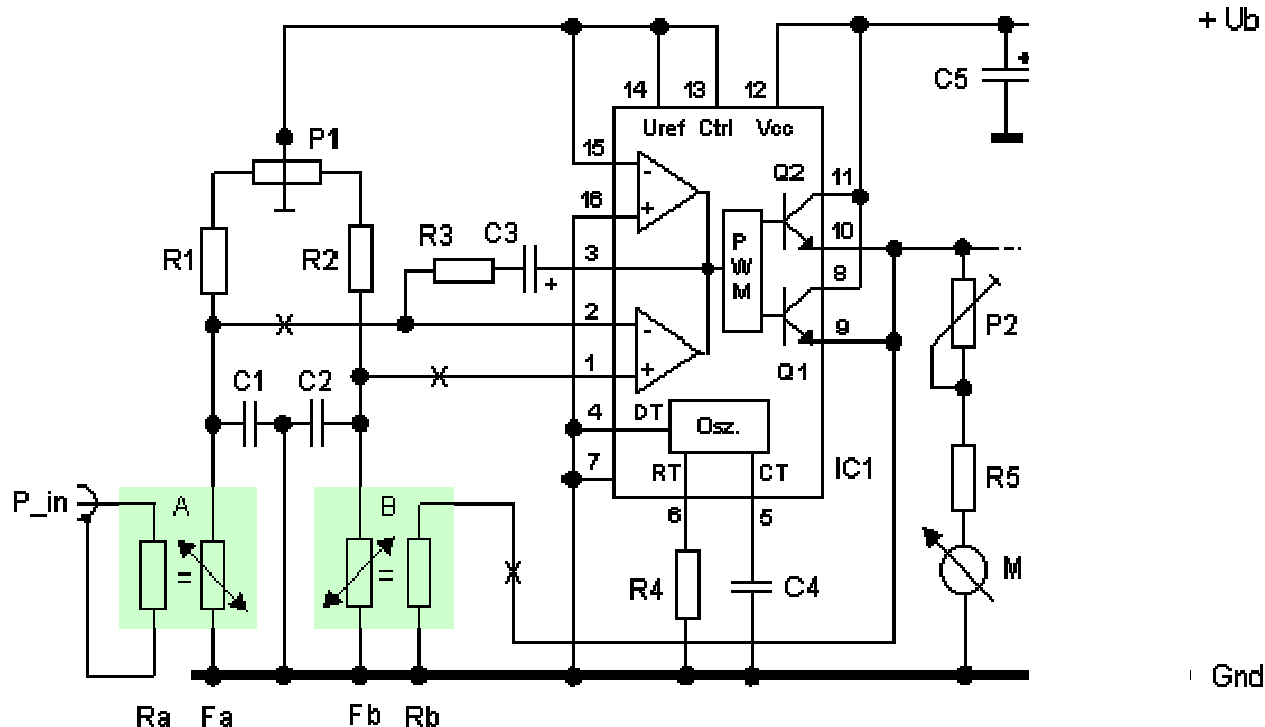 + Ub
C5
+
14 13 12
P1
Uref Ctrl Vcc
15
-
Q2
11
16
+
R1
R2
R3
C3
P
W
M
10
3
+
8
2
-
P2
9
C1
C2
1
+
Q1
4
DT
Osz.
7
RT
CT
IC1
R5
P_in
A
B
6
5
=
=
R4
C4
M
Gnd
Ra Fa Fb Rb